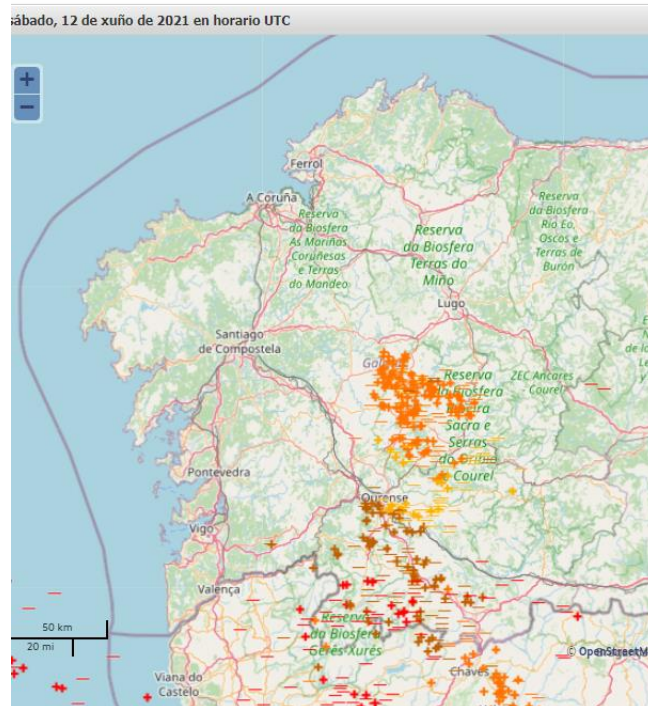 sábado, 12 de xuño de 2021 en horario UTC
+
−
Ferrol
A Coruña
Reserva
da Biosfera
As Mariñas
Coruñesas
e Terras
do Mandeo
Reserva
da Biosfera
Terras do
Miño
Reserva
da Biosfera
Río Eo,
Oscos e
Terras de
Burón
Lugo
Santiago
de Compostela
Reserva
da Biosfera
Ribeira
Sacra e
Serras
do
Courel
ZEC Ancares
Courel
Pontevedra
Ourense
Vigo
Valença
50 km
20 mi
Reserva
da Biosfera
Gerês-Xurés
Viana do
Castelo
Chaves
© OpenStreetM